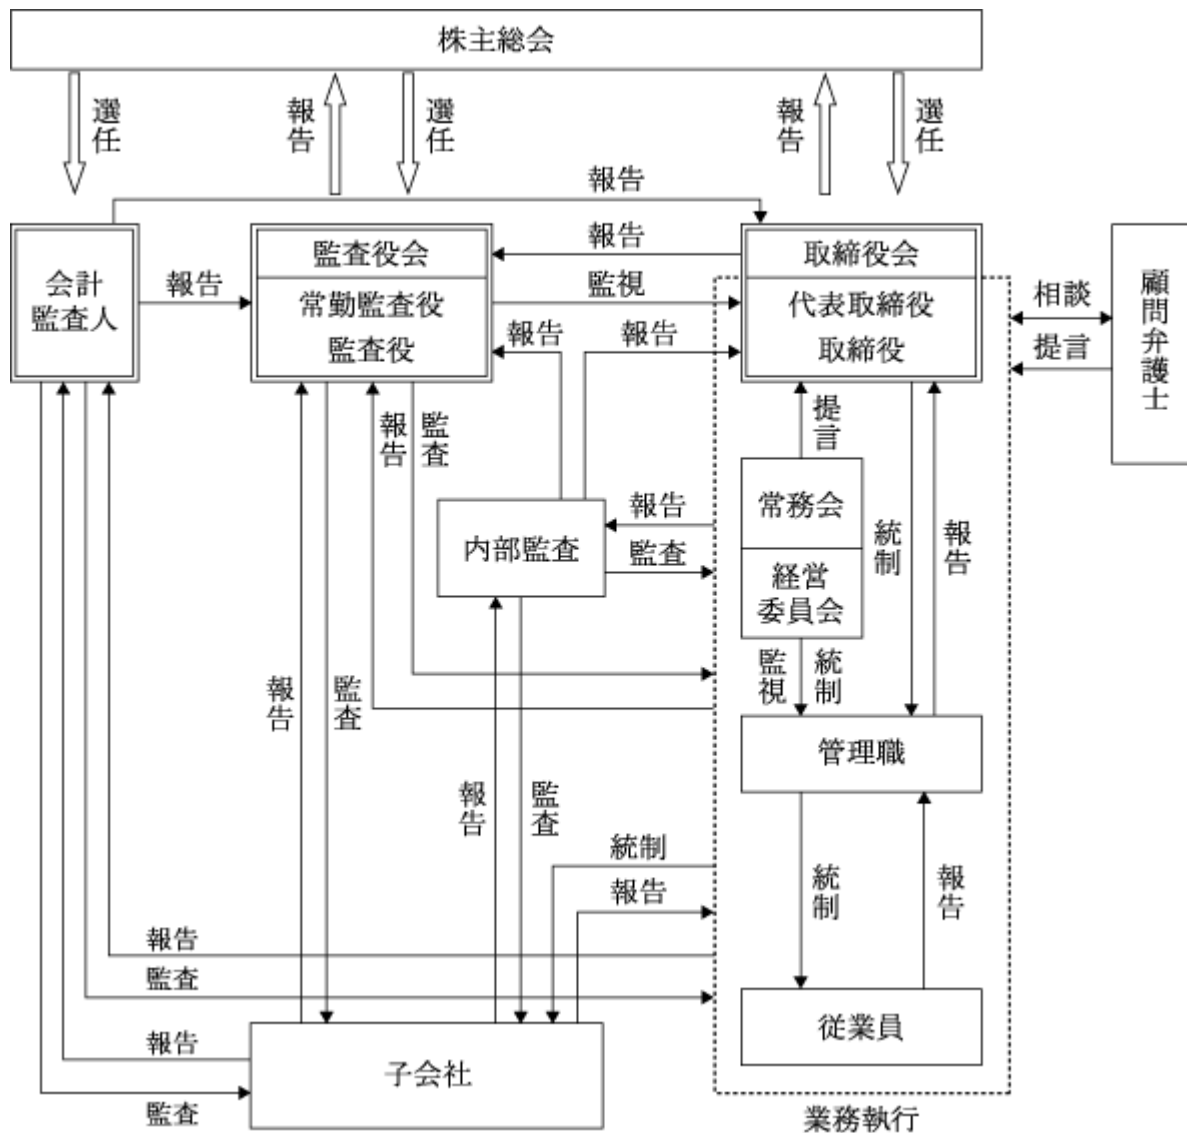 株主総会
選任
報告
選任
報告
選任
報告
会計
監査人
報告
監査役会
常勤監査役
監査役
報告
監視
報告
報告
取締役会
代表取締役
取締役
相談
提言
顧問弁護士
報告
監査
提言
常務会
経営
委員会
内部監査
報告
監査
統制
報告
監視
統制
報告
監査
管理職
報告
監査
統制
報告
統制
報告
報告
監査
従業員
報告
監査
子会社
業務執行